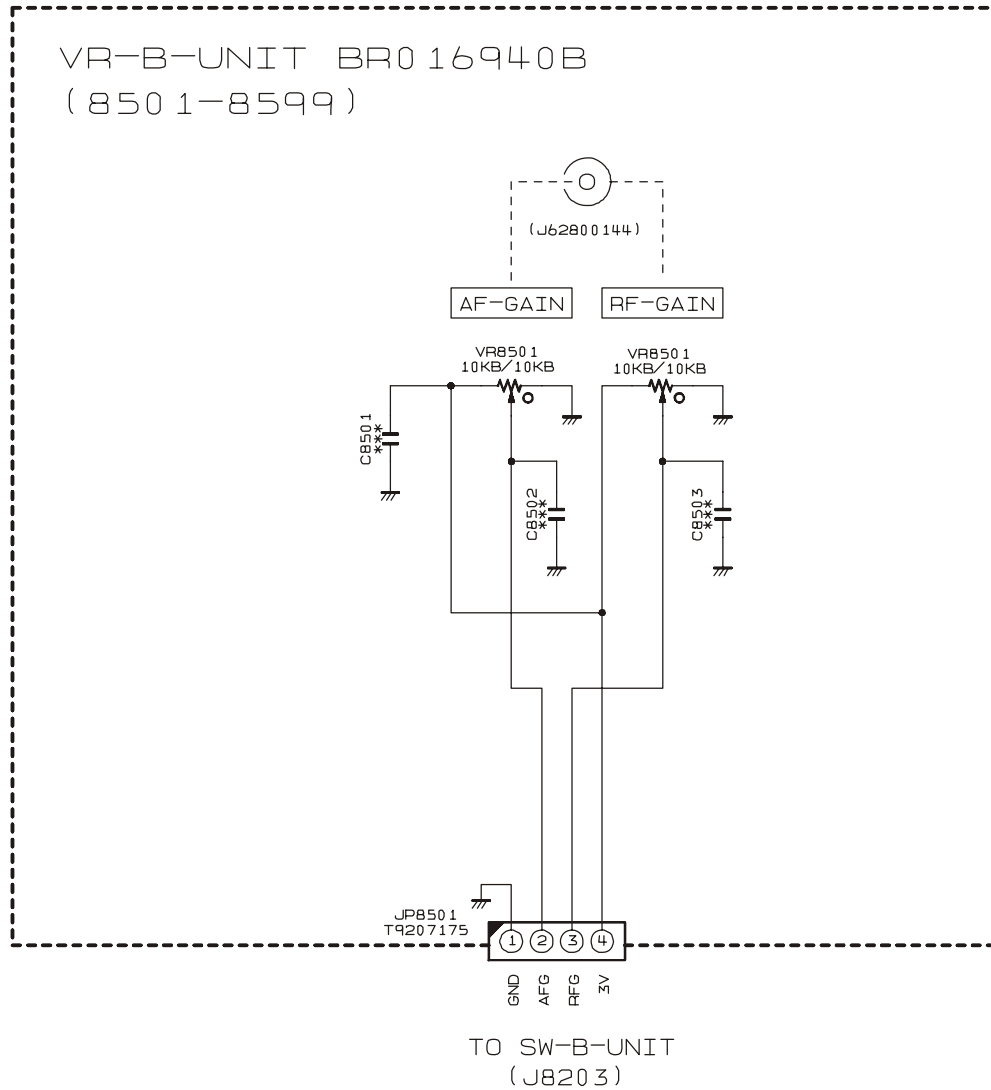 VR-B-UNIT BR016940B
(8501-8599)
(J62800144)
AF-GAIN
RF-GAIN
VR8501
10KB/10KB
VR8501
10KB/10KB
C8501
***
C8502
***
C8503
***
JP8501
T9207175
1 2 3 4
GND
AFG
RFG
3V
TO SW-B-UNIT
(J8203)